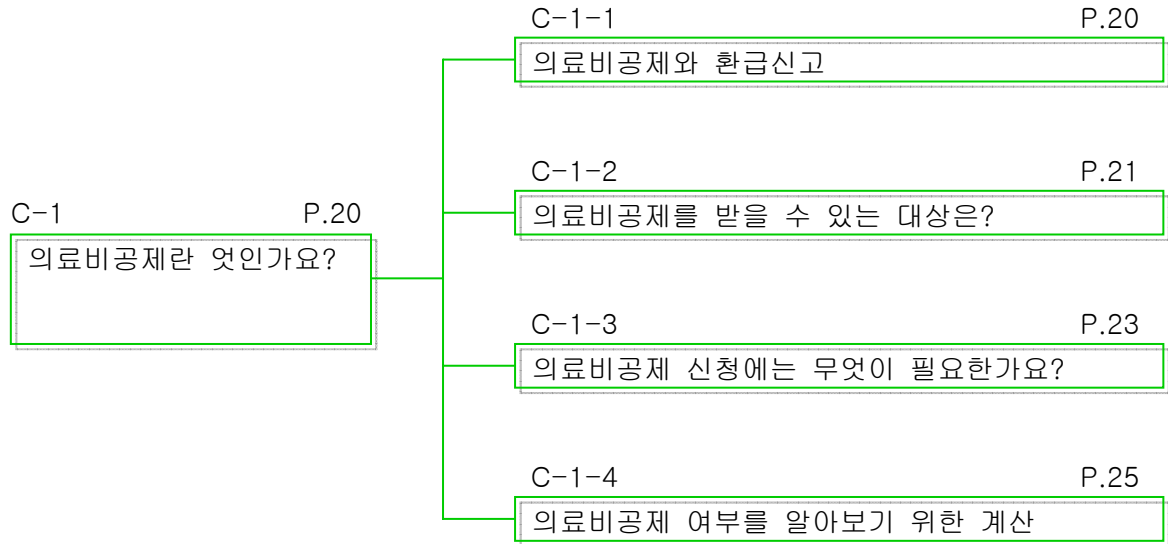 C-1 P.20
의료비공제란 엇인가요?
C-1-1 P.20
의료비공제와 환급신고
C-1-2 P.21
의료비공제를 받을 수 있는 대상은?
C-1-3 P.23
의료비공제 신청에는 무엇이 필요한가요?
C-1-4 P.25
의료비공제 여부를 알아보기 위한 계산